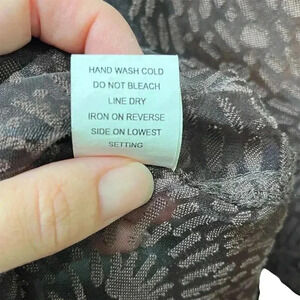 HAND WASH COLD
DO NOT BLEACH
LINE DRY
IRON ON REVERSE
SIDE ON LOWEST
SETTING